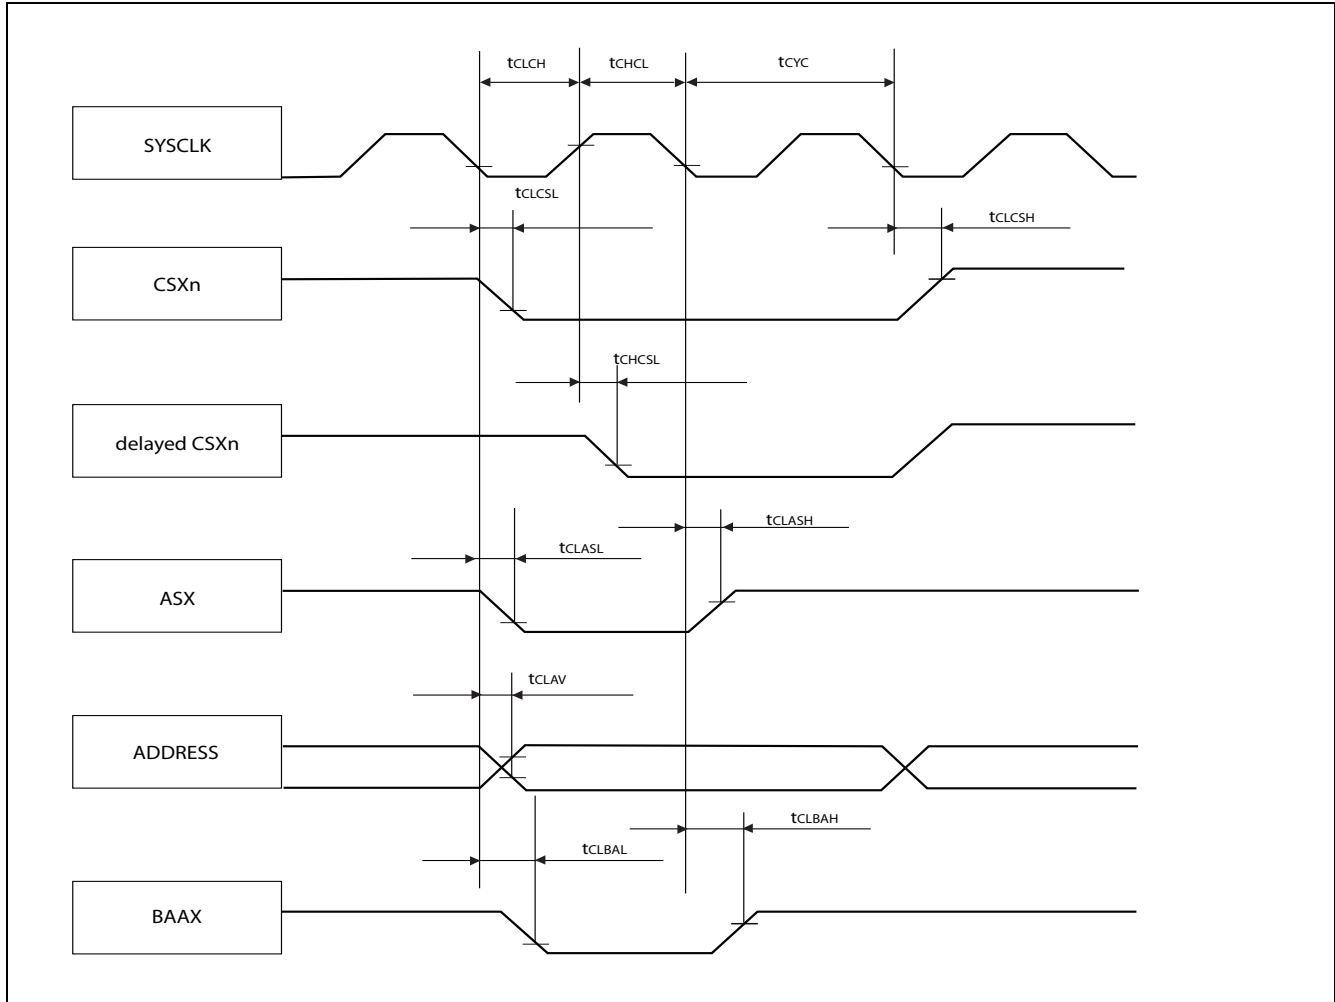 tCLCH tCHCL tCYC
SYSCLK
tCLCSL
tCLCSH
CSXn
tCHCSL
delayed CSXn
tCLASH
tCLASL
ASX
tCLAV
ADDRESS
tCLBAH
tCLBAL
BAAX